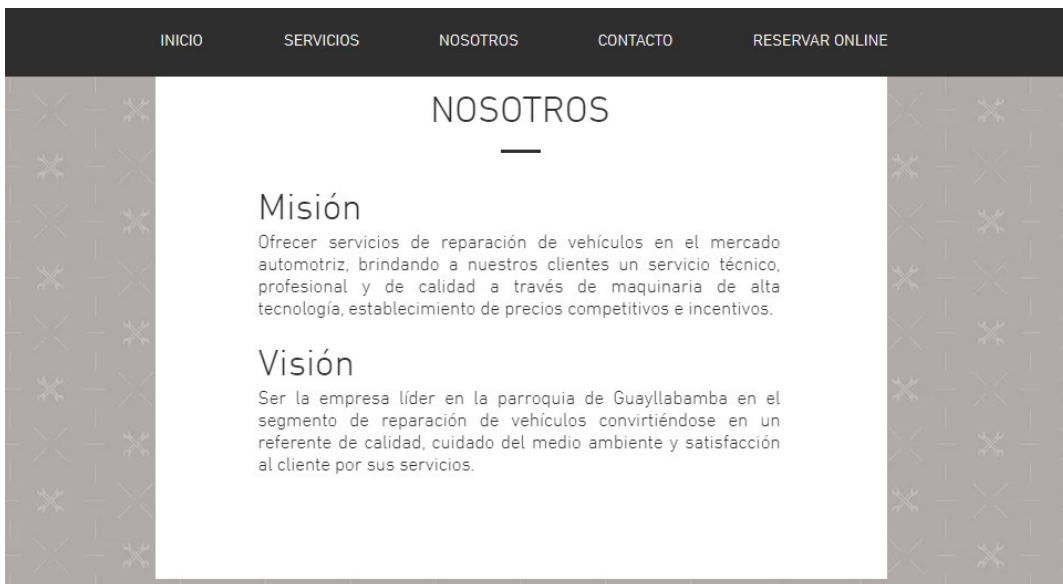 INICIO SERVICIOS NOSOTROS CONTACTO RESERVAR ONLINE
NOSOTROS
Misión
Ofrecer servicios de reparación de vehículos en el mercado
automotriz, brindando a nuestros clientes un servicio técnico,
profesional y de calidad a través de maquinaria de alta
tecnología, establecimiento de precios competitivos e incentivos.
Visión
Ser la empresa líder en la parroquia de Guayllabamba en el
segmento de reparación de vehículos convirtiéndose en un
referente de calidad, cuidado del medio ambiente y satisfacción
al cliente por sus servicios.